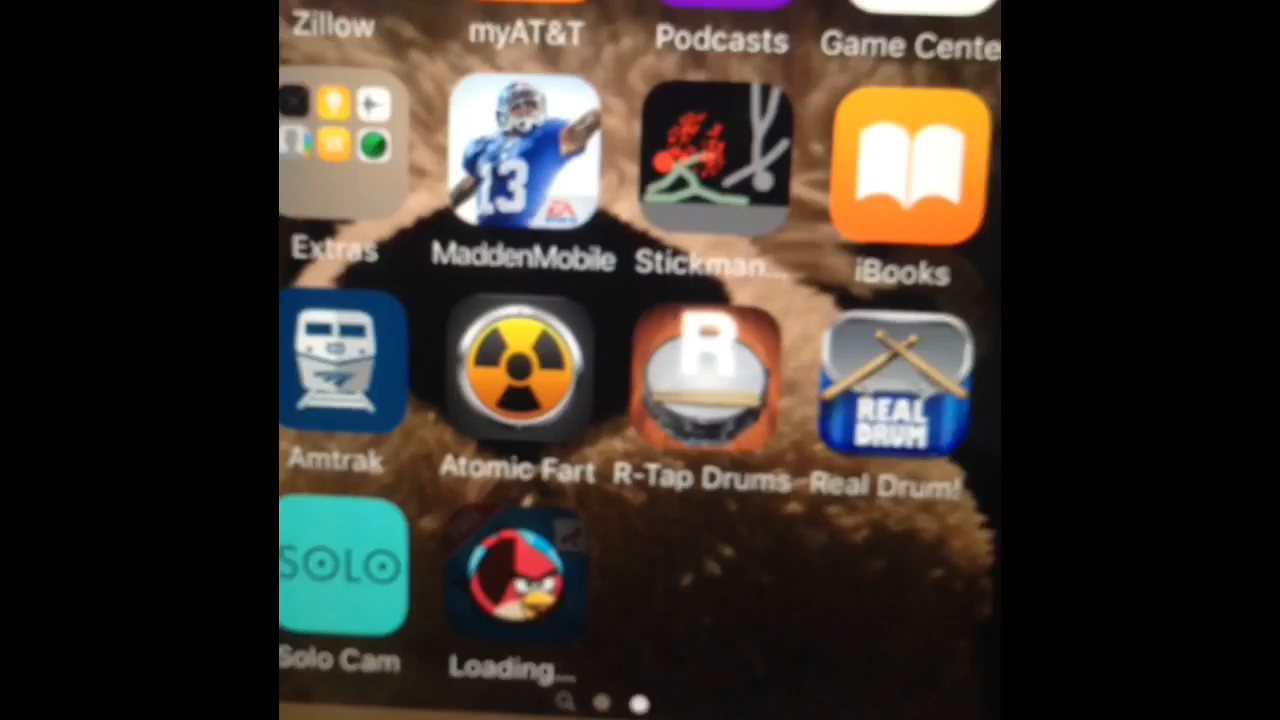 Zillow
myAT&T
Podcasts
Game Cente
13
EA
Extras
MaddenMobile
Stickman...
iBooks
R
REAL
DRUM
Amtrak
Atomic Fart
R-Tap Drums
Real Drum!
SOLO
Solo Cam
Loading...